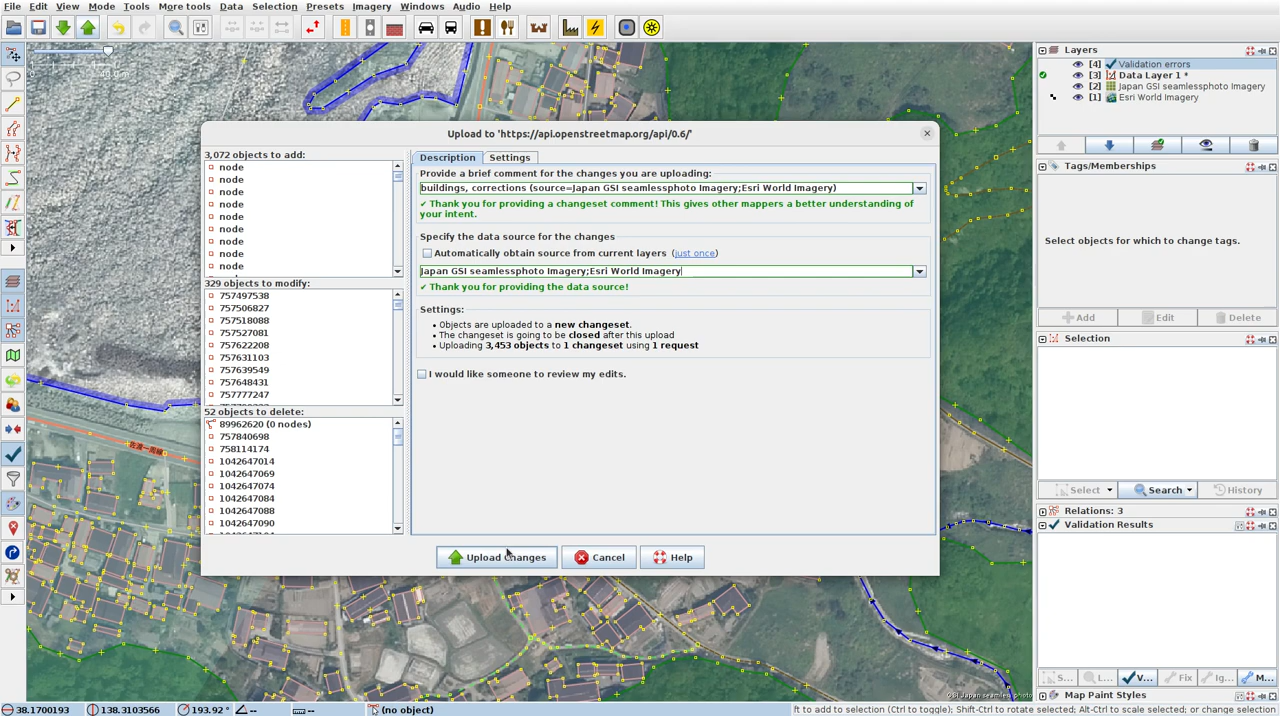 File Edit View Mode Tools More tools Data Selection Presets Imagery Windows Audio Help
Layers
[4] Validation errors
[3] Data Layer 1 *
[2] Japan GSI seamlessphoto Imagery
[1] Esri World Imagery
Upload to 'https://api.openstreetmap.org/api/0.6/'
3,072 objects to add:
node
node
node
node
node
node
node
node
node
329 objects to modify:
757497538
757506827
757518088
757527081
757622208
757631103
757639549
757648431
757777247
52 objects to delete:
89962620 (0 nodes)
757840698
758114174
1042647014
1042647069
1042647074
1042647084
1042647088
1042647090
Description Settings
Provide a brief comment for the changes you are uploading:
buildings, corrections (source=Japan GSI seamlessphoto Imagery;Esri World Imagery)
✔ Thank you for providing a changeset comment! This gives other mappers a better understanding of
your intent.
Specify the data source for the changes
Automatically obtain source from current layers (just once)
Japan GSI seamlessphoto Imagery;Esri World Imagery
✔ Thank you for providing the data source!
Settings:
• Objects are uploaded to a new changeset.
• The changeset is going to be closed after this upload
• Uploading 3,453 objects to 1 changeset using 1 request
I would like someone to review my edits.
Upload Changes Cancel Help
Tags/Memberships
Select objects for which to change tags.
Add Edit Delete
Selection
Select Search History
Relations: 3
Validation Results
S... L... V... Fix Ig... M...
Map Paint Styles
38.1700193 138.3103566 193.92 ° -- -- (no object) ft to add to selection (Ctrl to toggle); Shift-Ctrl to rotate selected; Alt-Ctrl to scale selected; or change selection